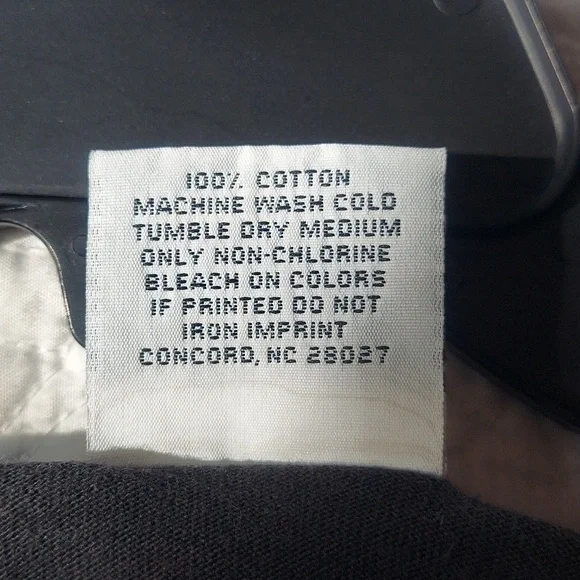 100% COTTON
MACHINE WASH COLD
TUMBLE DRY MEDIUM
ONLY NON-CHLORINE
BLEACH ON COLORS
IF PRINTED DO NOT
IRON IMPRINT
CONCORD, NC 28027